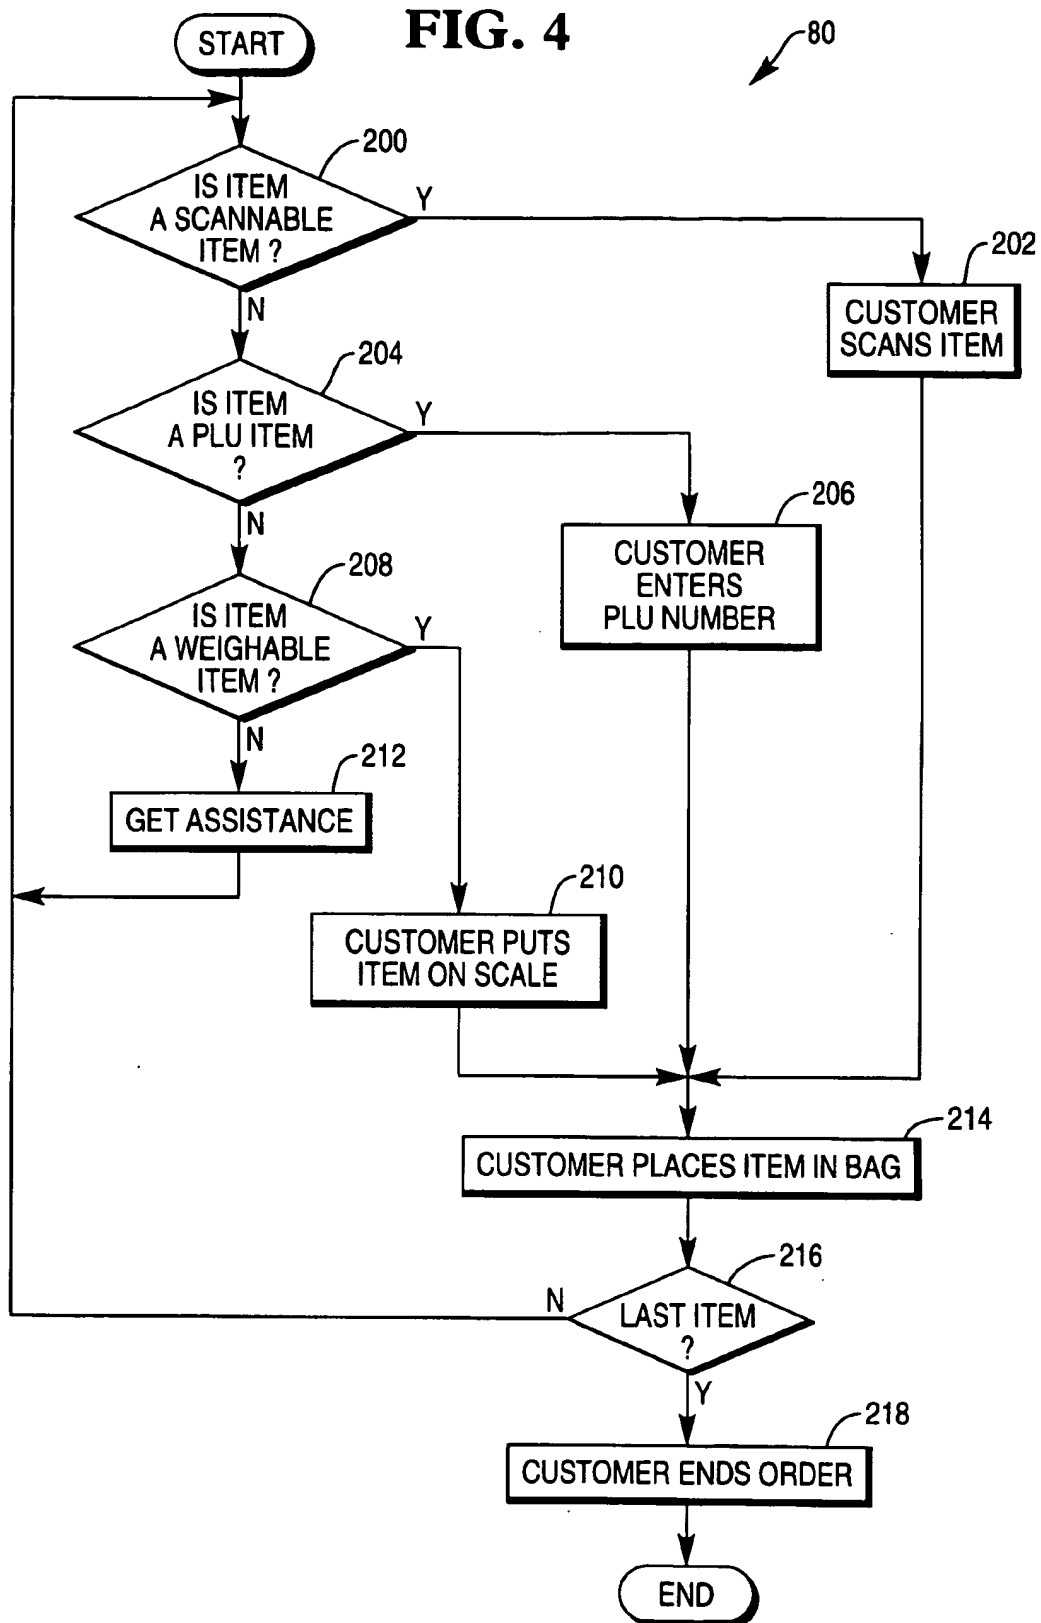 FIG. 4
START
80
200
IS ITEM
A SCANNABLE
ITEM ?
Y
N
202
CUSTOMER
SCANS ITEM
204
IS ITEM
A PLU ITEM
?
Y
N
206
CUSTOMER
ENTERS
PLU NUMBER
208
IS ITEM
A WEIGHABLE
ITEM ?
Y
N
212
GET ASSISTANCE
210
CUSTOMER PUTS
ITEM ON SCALE
214
CUSTOMER PLACES ITEM IN BAG
216
LAST ITEM
?
N
Y
218
CUSTOMER ENDS ORDER
END